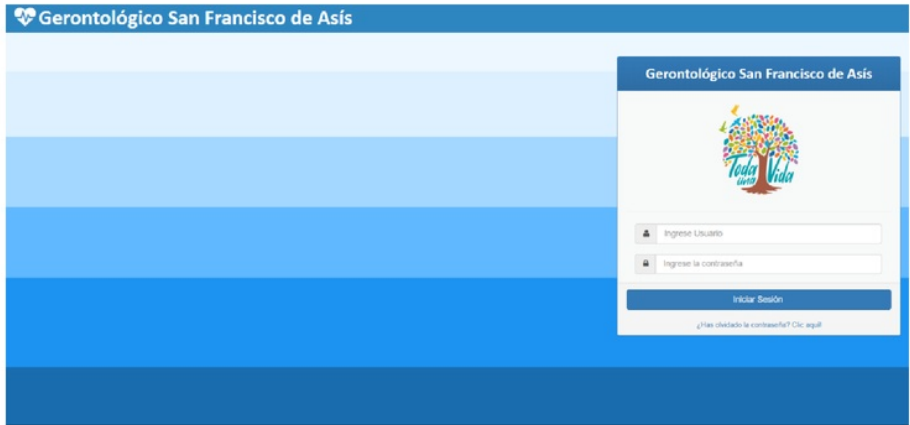 Gerontológico San Francisco de Asís
Gerontológico San Francisco de Asís
Toda
una
Vida
Ingrese Usuario
Ingrese la contraseña
Iniciar Sesión
¿Has olvidado la contraseña? Clic aquí!